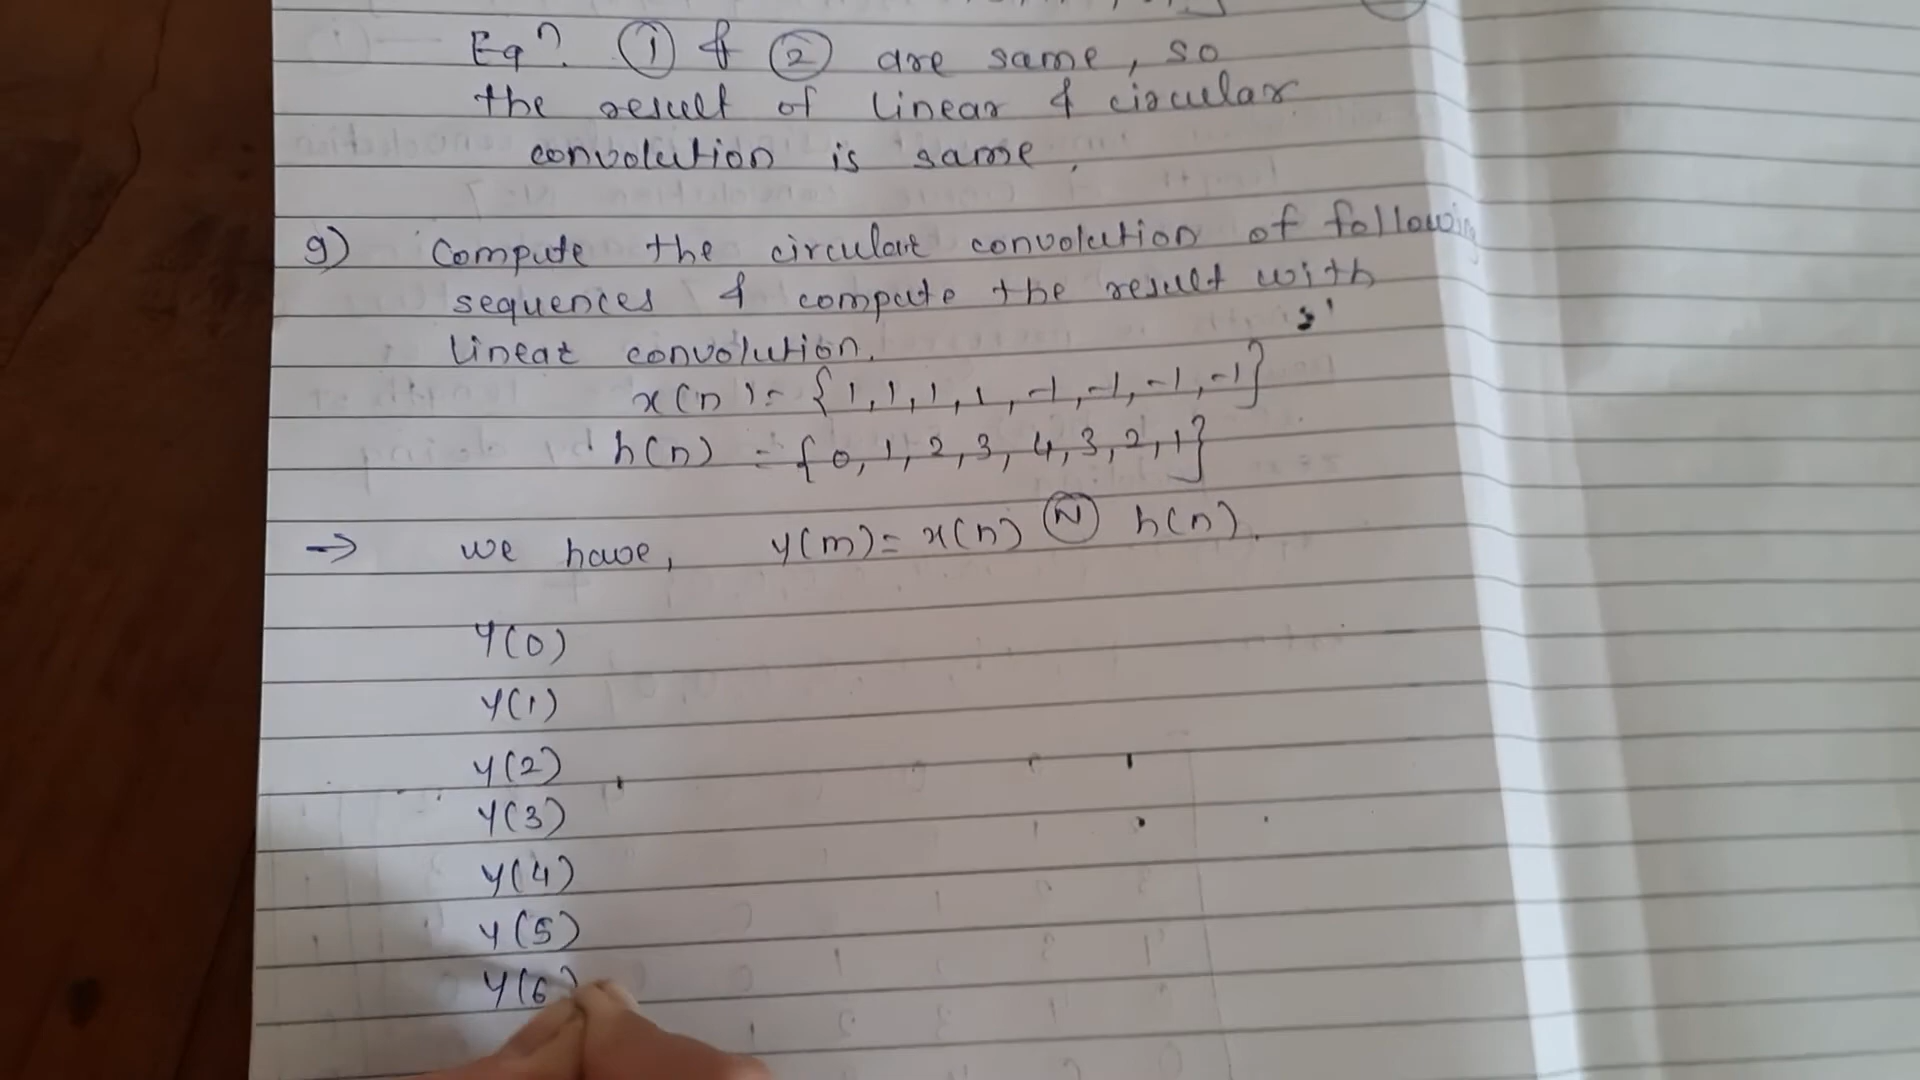 Eqn. ① & ② are same, so
the result of linear & circular
convolution is same.
9) Compute the circular convolution of following
sequences & compute the result with
linear convolution.
x(n) = {1,1,1,1,-1,-1,-1,-1}
h(n) = {0,1,2,3,4,3,2,1}
→ we have, y(m) = x(n) Ⓝ h(n).
y(0)
y(1)
y(2)
y(3)
y(4)
y(5)
y(6)